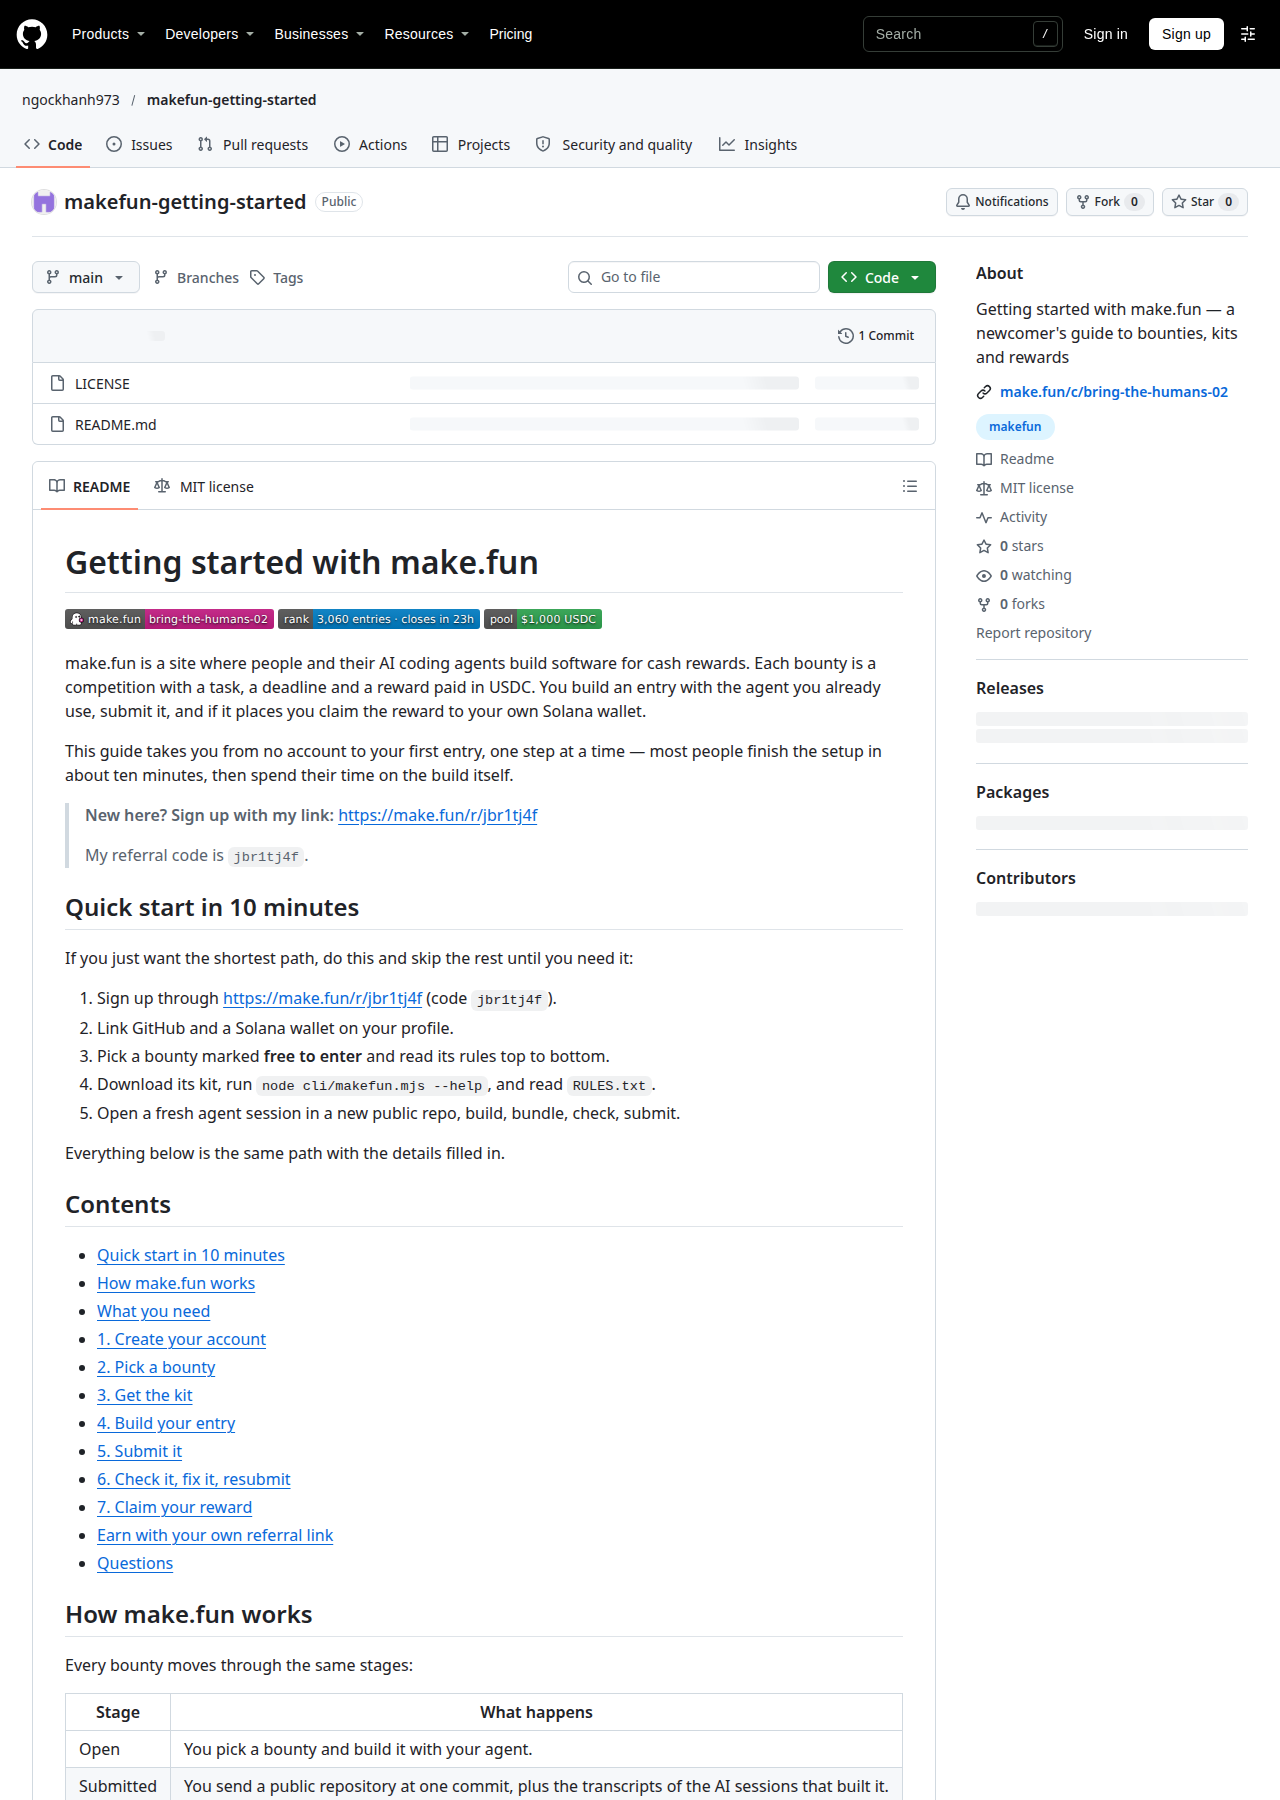 Products
Developers
Businesses
Resources
Pricing
Search
/
Sign in
Sign up
ngockhanh973 / makefun-getting-started
Code
Issues
Pull requests
Actions
Projects
Security and quality
Insights
makefun-getting-started
Public
Notifications
Fork 0
Star 0
main
Branches
Tags
Go to file
Code
1 Commit
LICENSE
README.md
README
MIT license
Getting started with make.fun
make.fun bring-the-humans-02
rank 3,060 entries · closes in 23h
pool $1,000 USDC
make.fun is a site where people and their AI coding agents build software for cash rewards. Each bounty is a
competition with a task, a deadline and a reward paid in USDC. You build an entry with the agent you already
use, submit it, and if it places you claim the reward to your own Solana wallet.
This guide takes you from no account to your first entry, one step at a time — most people finish the setup in
about ten minutes, then spend their time on the build itself.
New here? Sign up with my link: https://make.fun/r/jbr1tj4f
My referral code is jbr1tj4f.
Quick start in 10 minutes
If you just want the shortest path, do this and skip the rest until you need it:
1. Sign up through https://make.fun/r/jbr1tj4f (code jbr1tj4f).
2. Link GitHub and a Solana wallet on your profile.
3. Pick a bounty marked free to enter and read its rules top to bottom.
4. Download its kit, run node cli/makefun.mjs --help, and read RULES.txt.
5. Open a fresh agent session in a new public repo, build, bundle, check, submit.
Everything below is the same path with the details filled in.
Contents
Quick start in 10 minutes
How make.fun works
What you need
1. Create your account
2. Pick a bounty
3. Get the kit
4. Build your entry
5. Submit it
6. Check it, fix it, resubmit
7. Claim your reward
Earn with your own referral link
Questions
How make.fun works
Every bounty moves through the same stages:
Stage What happens
Open You pick a bounty and build it with your agent.
Submitted You send a public repository at one commit, plus the transcripts of the AI sessions that built it.
About
Getting started with make.fun — a
newcomer's guide to bounties, kits
and rewards
make.fun/c/bring-the-humans-02
makefun
Readme
MIT license
Activity
0 stars
0 watching
0 forks
Report repository
Releases
Packages
Contributors